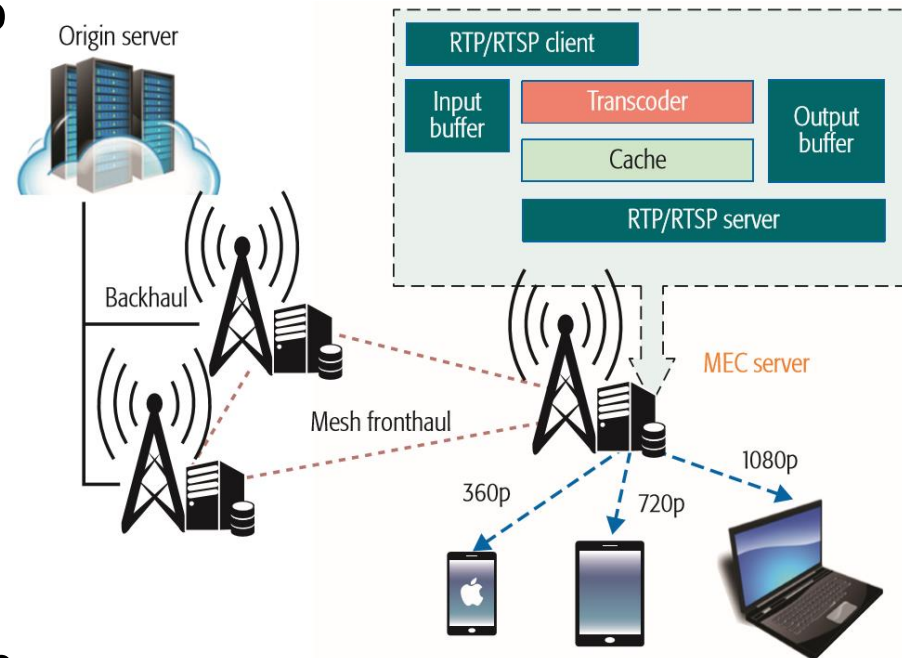 Origin server
RTP/RTSP client
Input
buffer
Transcoder
Cache
Output
buffer
RTP/RTSP server
Backhaul
MEC server
Mesh fronthaul
360p
720p
1080p